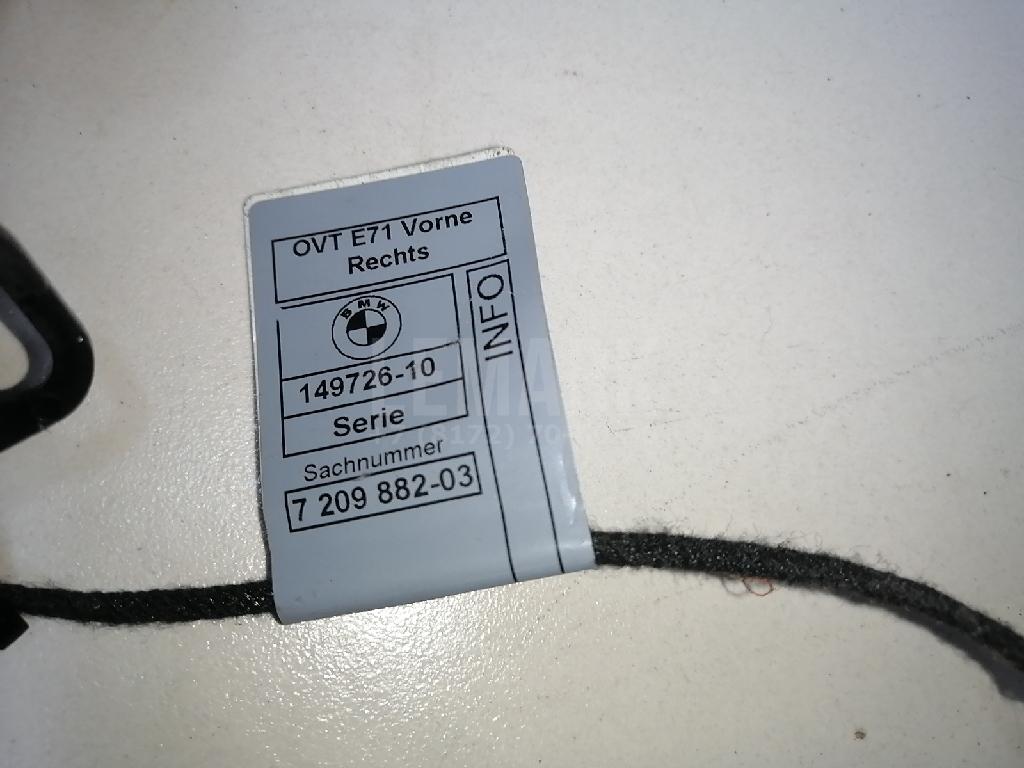 OVT E71 Vorne
Rechts
BMW
149726-10
Serie
Sachnummer
7 209 882-03
INFO